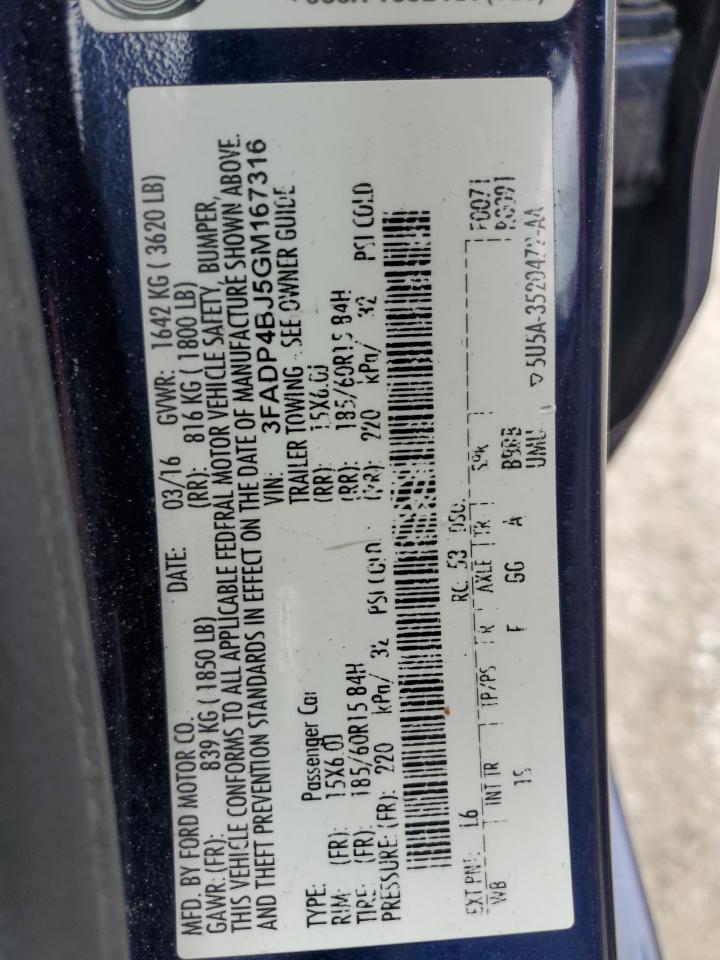 MFD. BY FORD MOTOR CO. DATE: 03/16 GVWR: 1642 KG ( 3620 LB)
GAWR: (FR): 839 KG ( 1850 LB) (RR): 816 KG ( 1800 LB)
THIS VEHICLE CONFORMS TO ALL APPLICABLE FEDERAL MOTOR VEHICLE SAFETY, BUMPER,
AND THEFT PREVENTION STANDARDS IN EFFECT ON THE DATE OF MANUFACTURE SHOWN ABOVE.
VIN: 3FADP4BJ5GM167316
TYPE: Passenger Car TRAILER TOWING - SEE OWNER GUIDE
RIM: (FR): 15X6.0J (RR): 15X6.0J
TIRE: (FR): 185/60R15 84H (RR): 185/60R15 84H
PRESSURE: (FR): 220 kPa/ 32 PSI COLD (RR): 220 kPa/ 32 PSI COLD
EXT PNT: L6 RC: 53 DSO:
WB INT TR TP/PS R AXLE TR SPR
1S F GG A
UMU
▽5U5A-3520472-AA